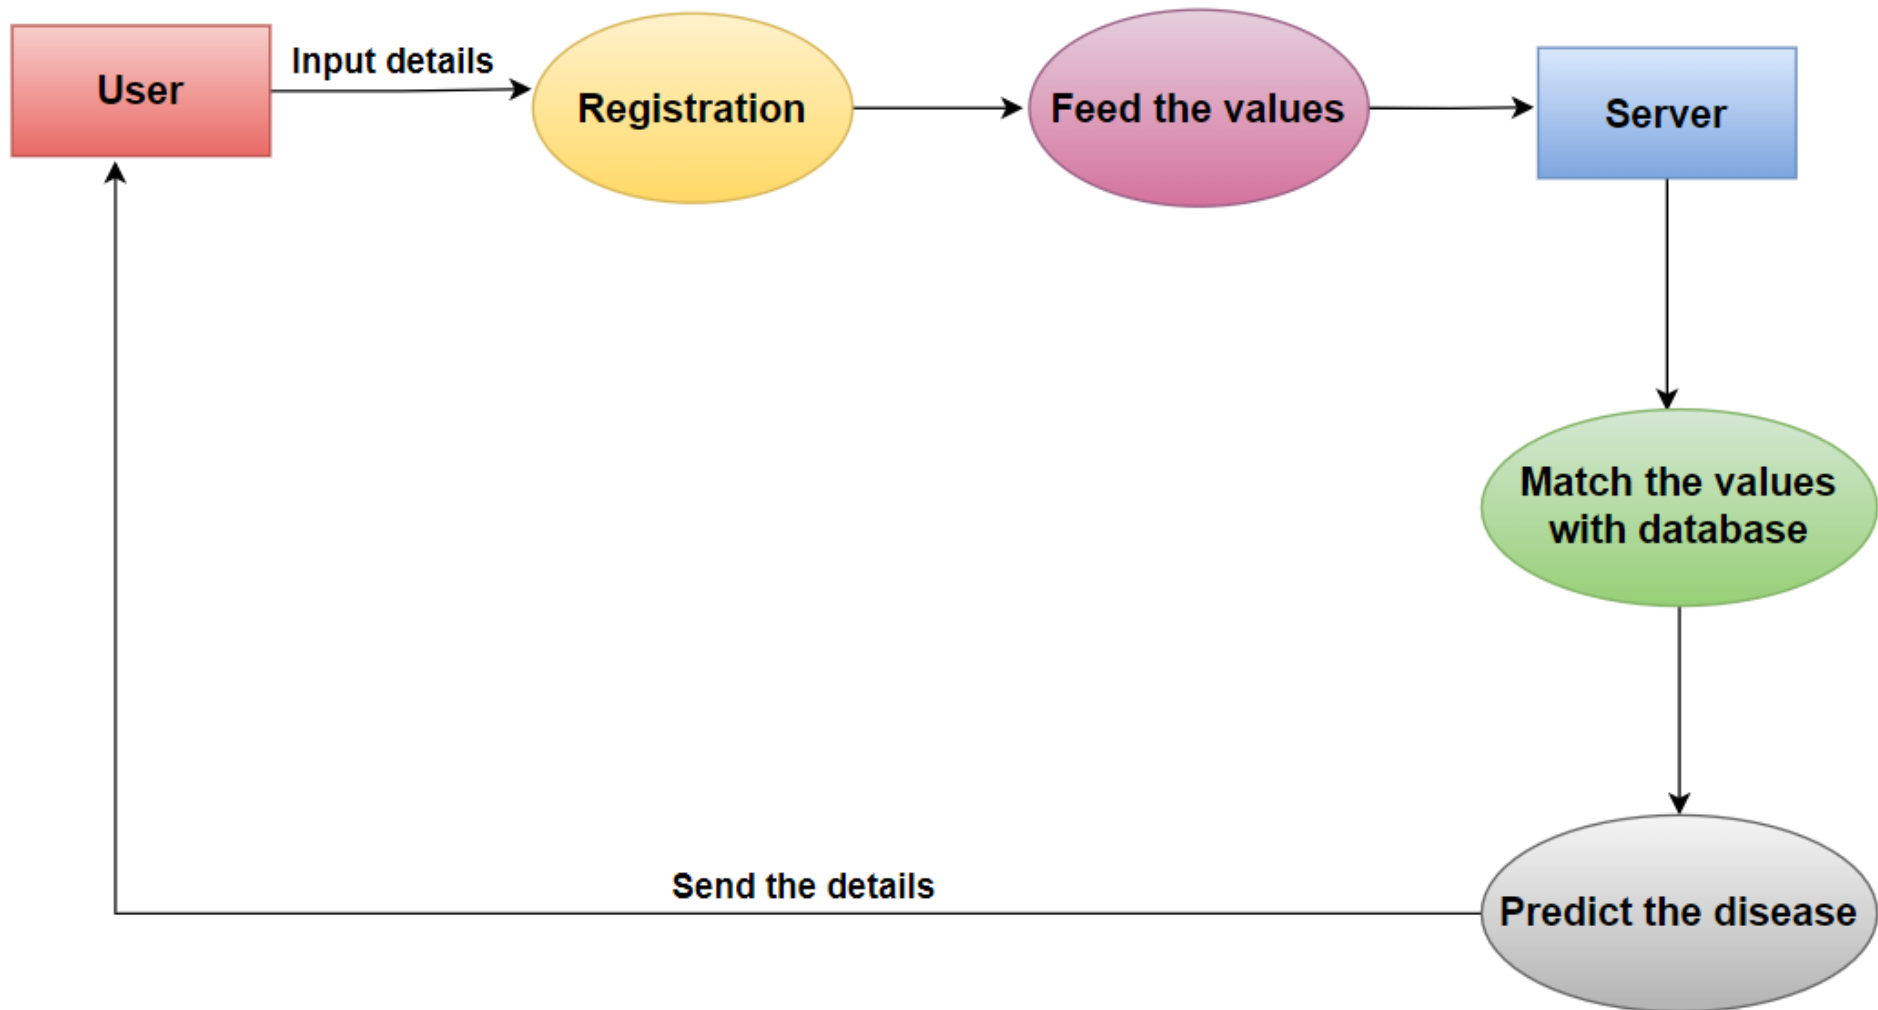 User
Input details
Registration
Feed the values
Server
Match the values
with database
Send the details
Predict the disease